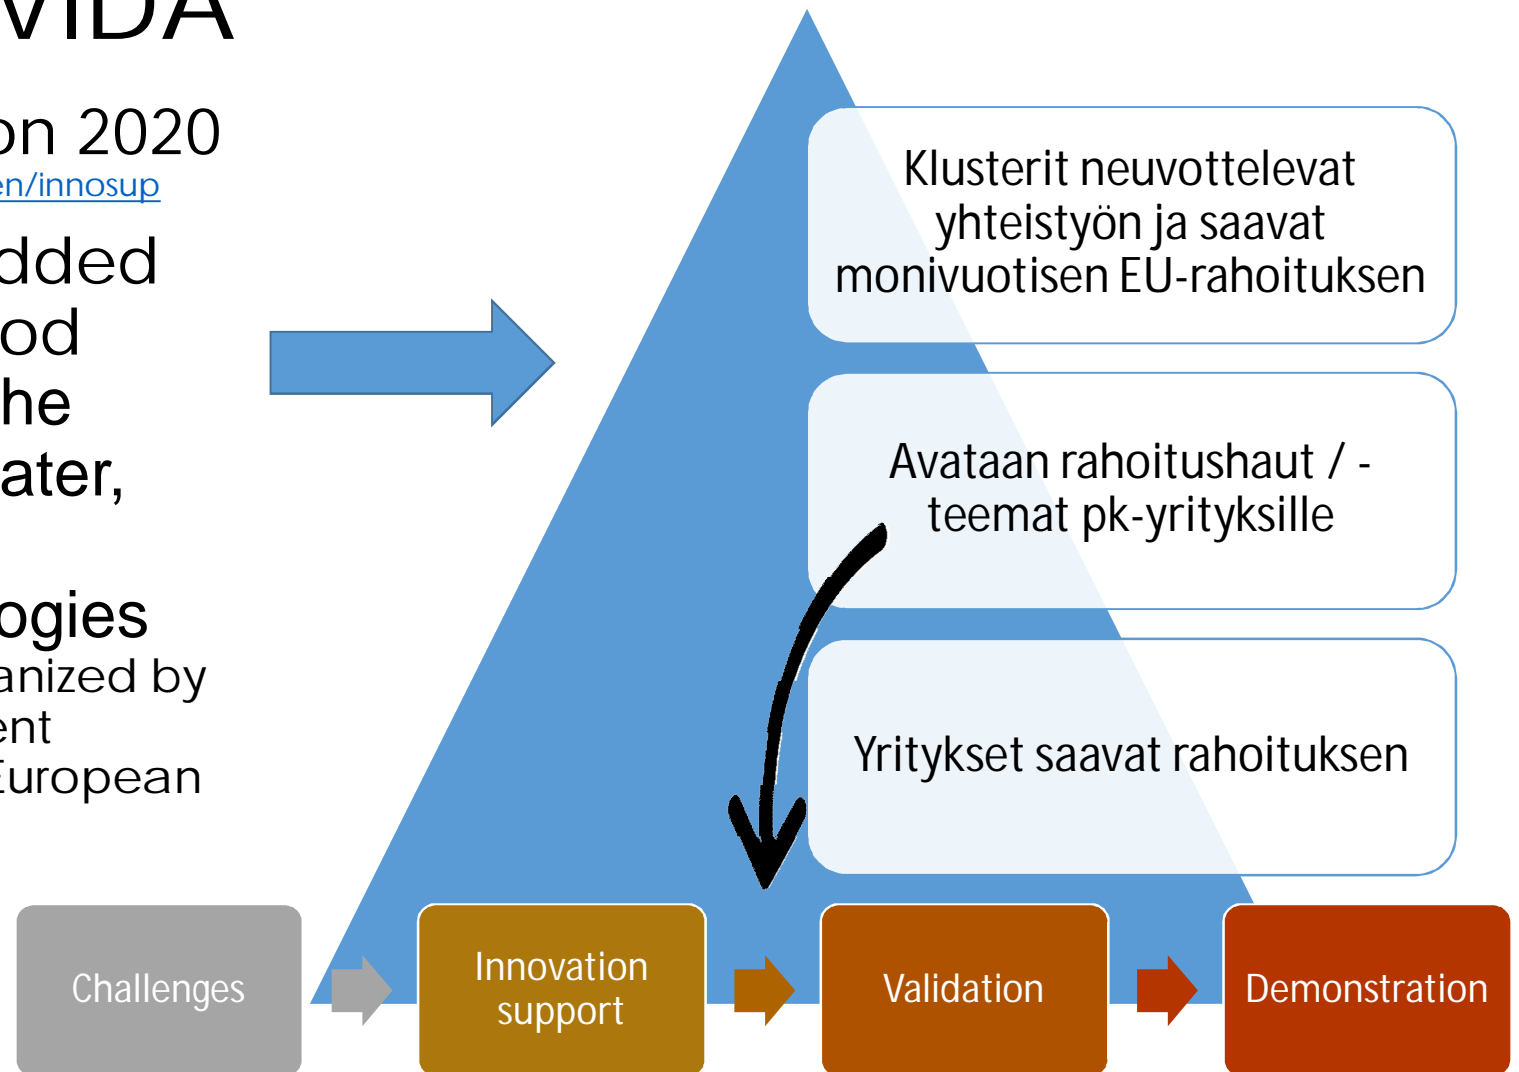 VIDA
on 2020
en/innosup
dded
od
he
ater,
ogies
anized by
ent
European
Klusterit neuvottelevat
yhteistyön ja saavat
monivuotisen EU-rahoituksen
Avataan rahoitushaut / -
teemat pk-yrityksille
Yritykset saavat rahoituksen
Challenges
Innovation
support
Validation
Demonstration